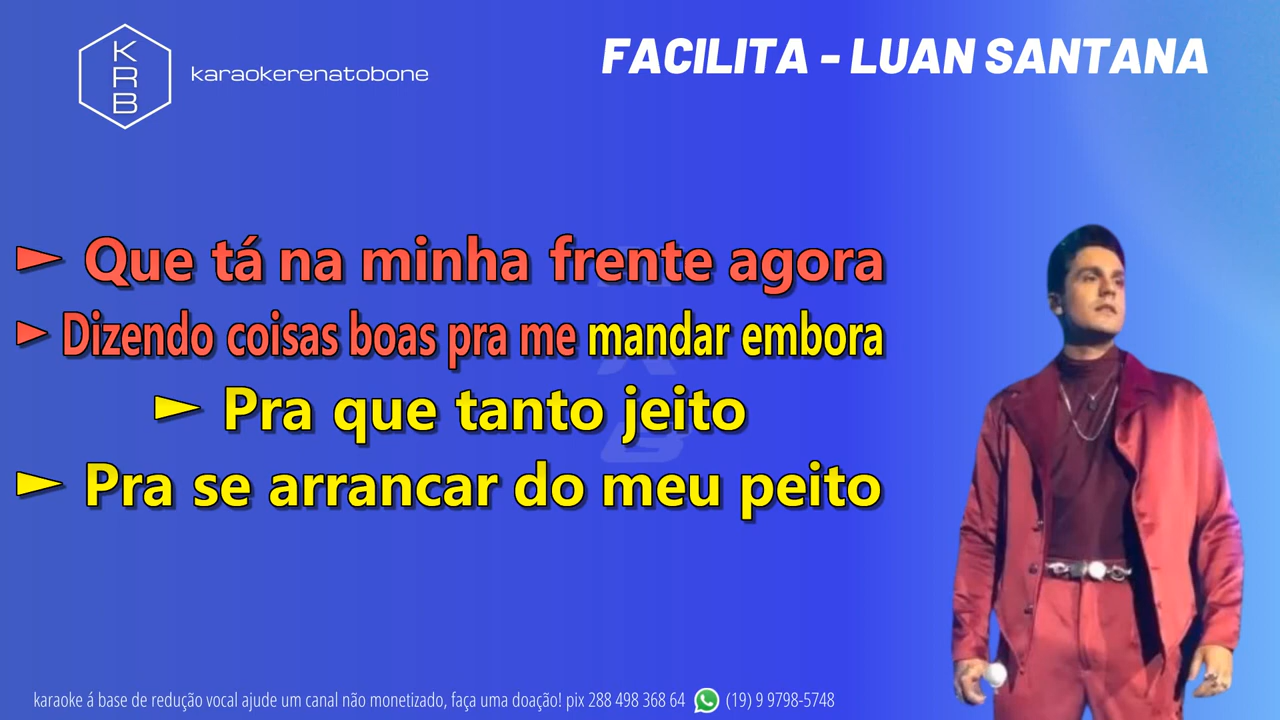 K
R
B
karaokerenatobone
FACILITA - LUAN SANTANA
► Que tá na minha frente agora
► Dizendo coisas boas pra me mandar embora
► Pra que tanto jeito
► Pra se arrancar do meu peito
karaoke á base de redução vocal ajude um canal não monetizado, faça uma doação! pix 288 498 368 64 (19) 9 9798-5748